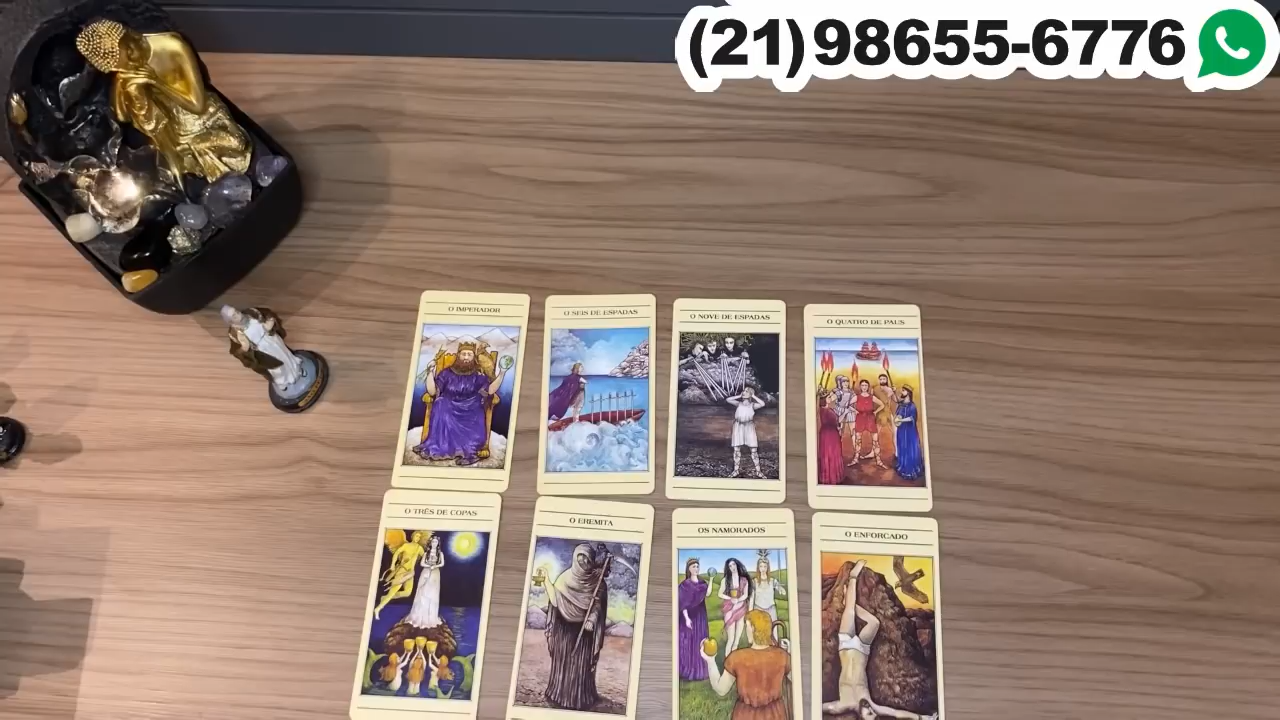 (21)98655-6776
O IMPERADOR
O SEIS DE ESPADAS
O NOVE DE ESPADAS
O QUATRO DE PAUS
O TRÊS DE COPAS
O EREMITA
OS NAMORADOS
O ENFORCADO